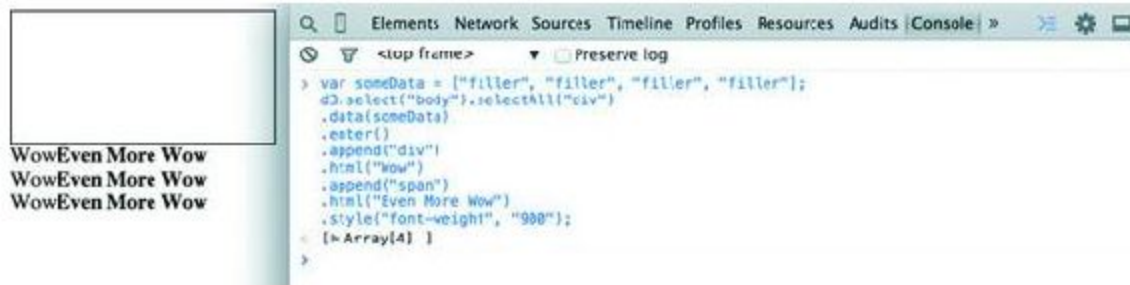 Elements Network Sources Timeline Profiles Resources Audits Console »
<top frame> ▼ Preserve log
> var someData = ["filler", "filler", "filler", "filler"];
d3.select("body").selectAll("div")
.data(someData)
.enter()
.append("div")
.html("Wow")
.append("span")
.html("Even More Wow")
.style("font-weight", "900");
[▶Array[4] ]
>
WowEven More Wow
WowEven More Wow
WowEven More Wow